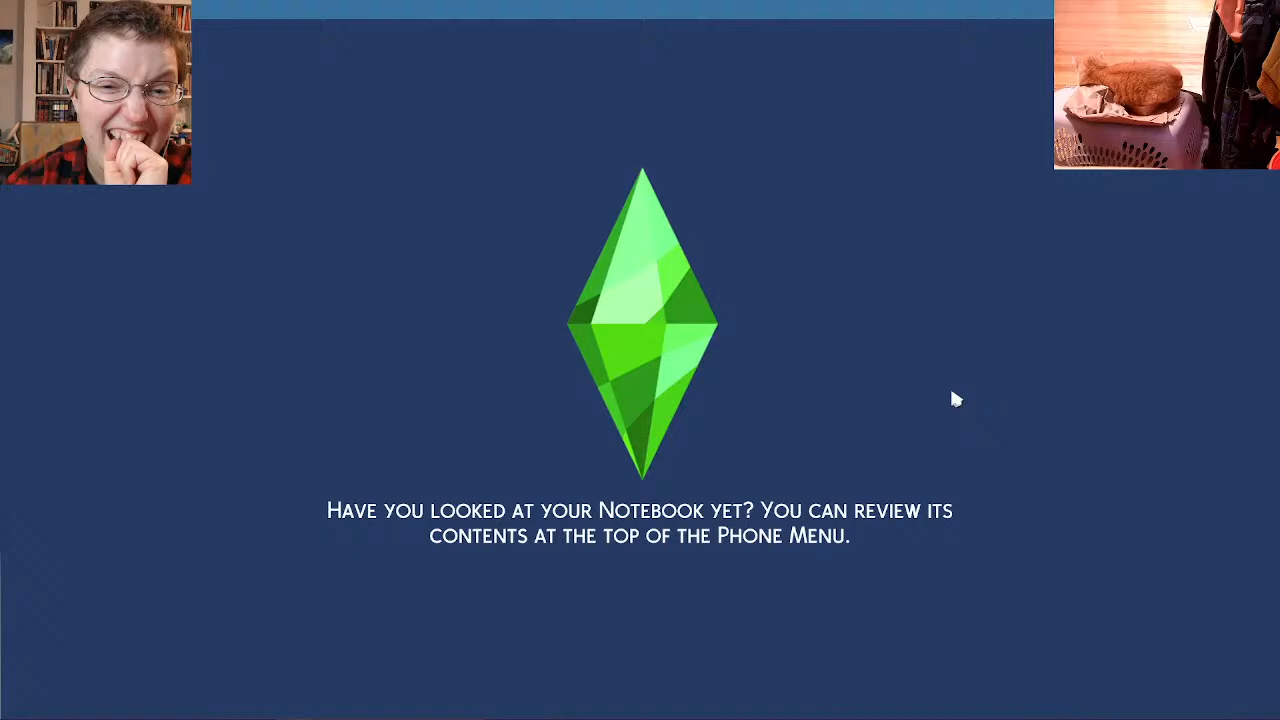 Have you looked at your Notebook yet? You can review its
contents at the top of the Phone Menu.